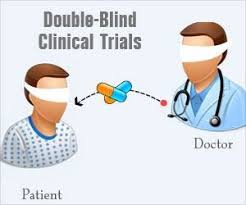 Double-Blind
Clinical Trials
Doctor
Patient